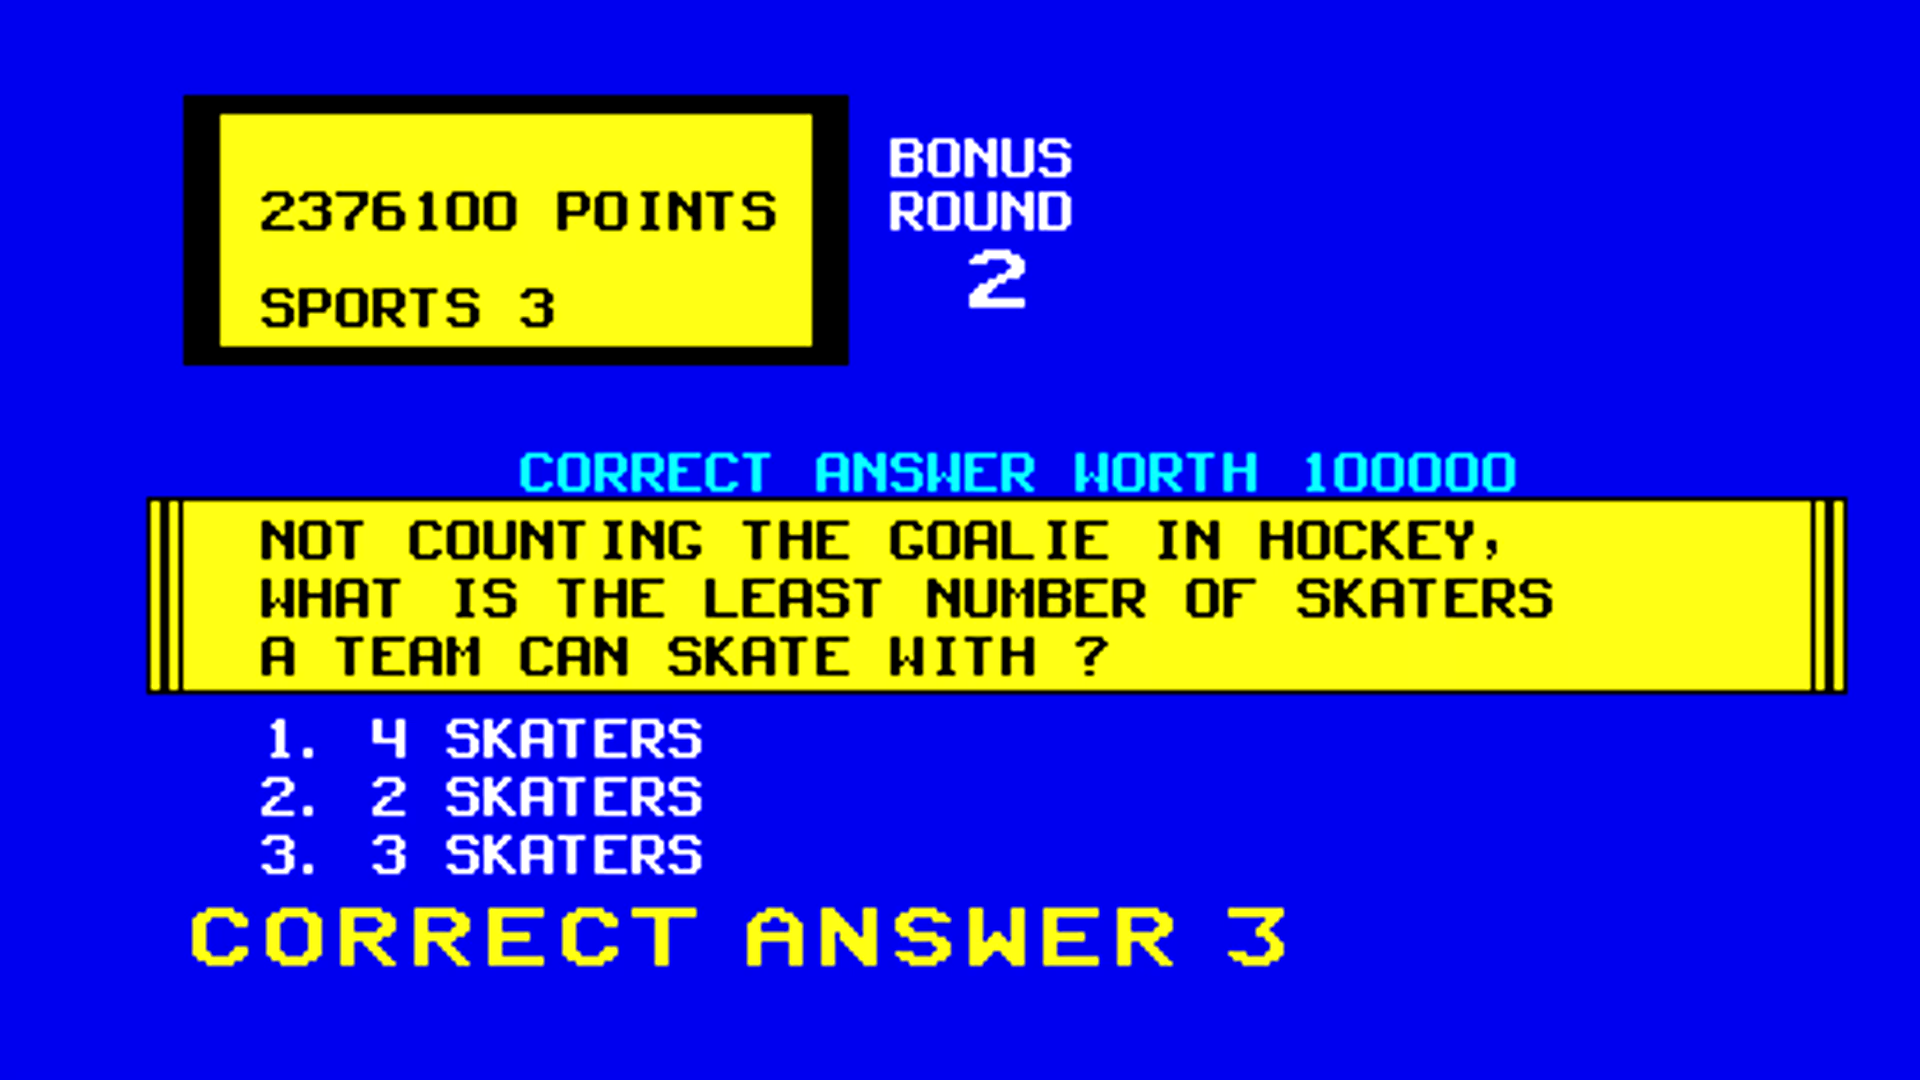 2376100 POINTS
SPORTS 3
BONUS
ROUND
2
CORRECT ANSWER WORTH 100000
NOT COUNTING THE GOALIE IN HOCKEY,
WHAT IS THE LEAST NUMBER OF SKATERS
A TEAM CAN SKATE WITH ?
1. 4 SKATERS
2. 2 SKATERS
3. 3 SKATERS
CORRECT ANSWER 3